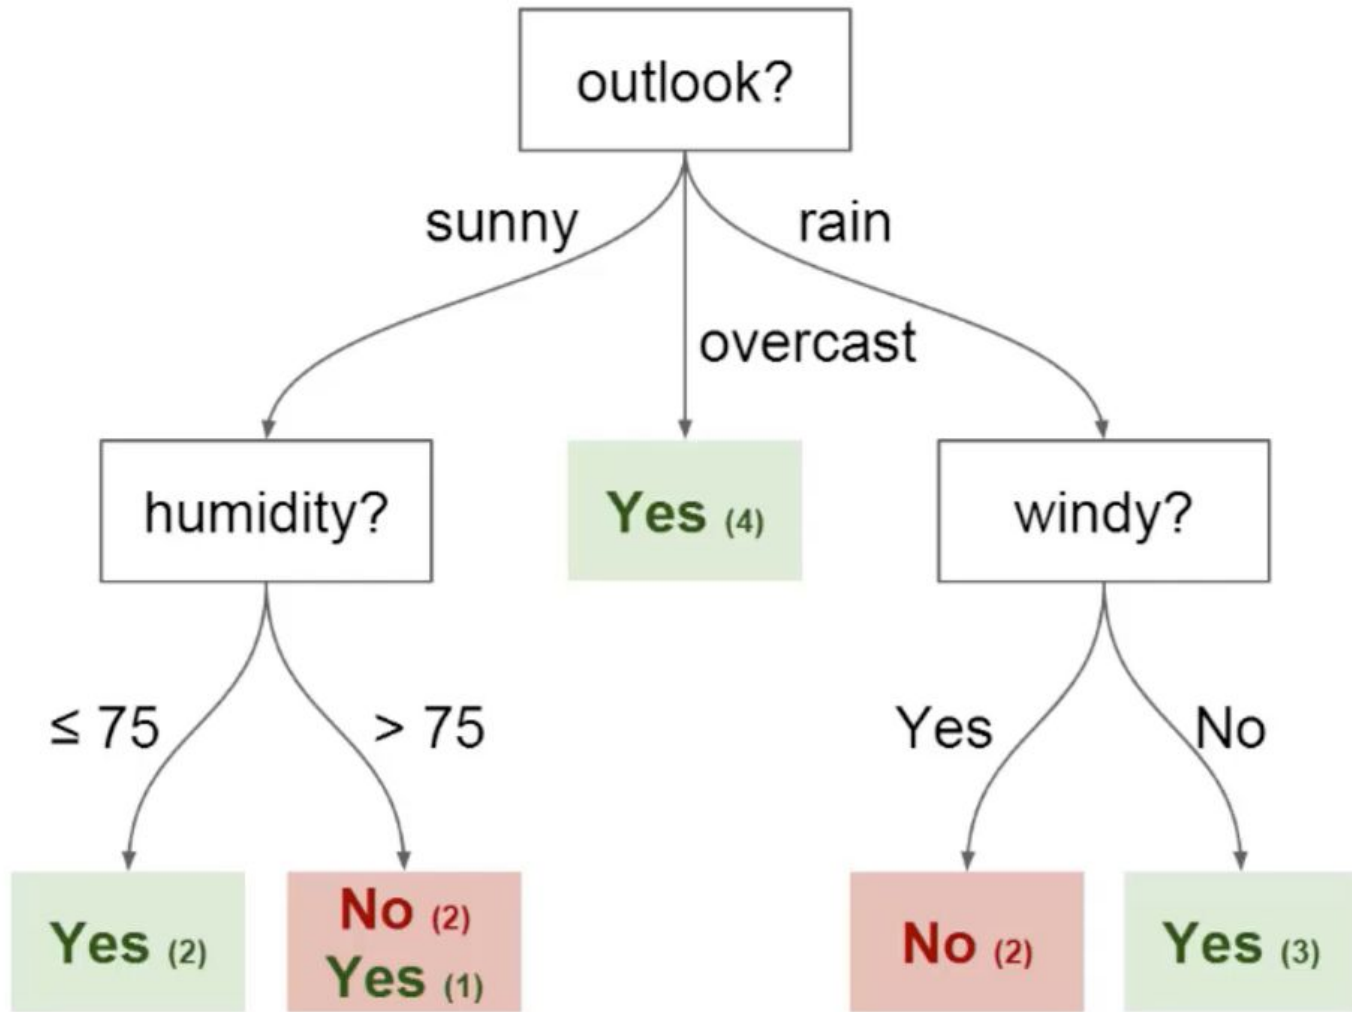 outlook?
sunny
rain
overcast
humidity?
Yes (4)
windy?
≤ 75
> 75
Yes
No
Yes (2)
No (2)
Yes (1)
No (2)
Yes (3)